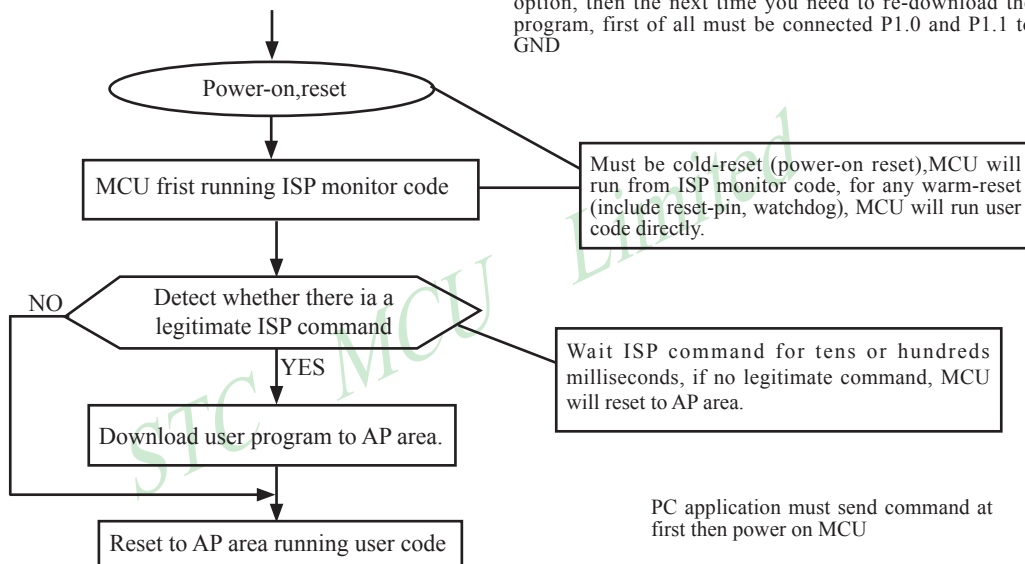 option, then the next time you need to re-download the
program, first of all must be connected P1.0 and P1.1 to
GND
Power-on,reset
Must be cold-reset (power-on reset),MCU will
run from ISP monitor code, for any warm-reset
(include reset-pin, watchdog), MCU will run user
code directly.
MCU frist running ISP monitor code
NO
Detect whether there ia a
legitimate ISP command
YES
Wait ISP command for tens or hundreds
milliseconds, if no legitimate command, MCU
will reset to AP area.
Download user program to AP area.
PC application must send command at
first then power on MCU
Reset to AP area running user code
STC MCU Limited